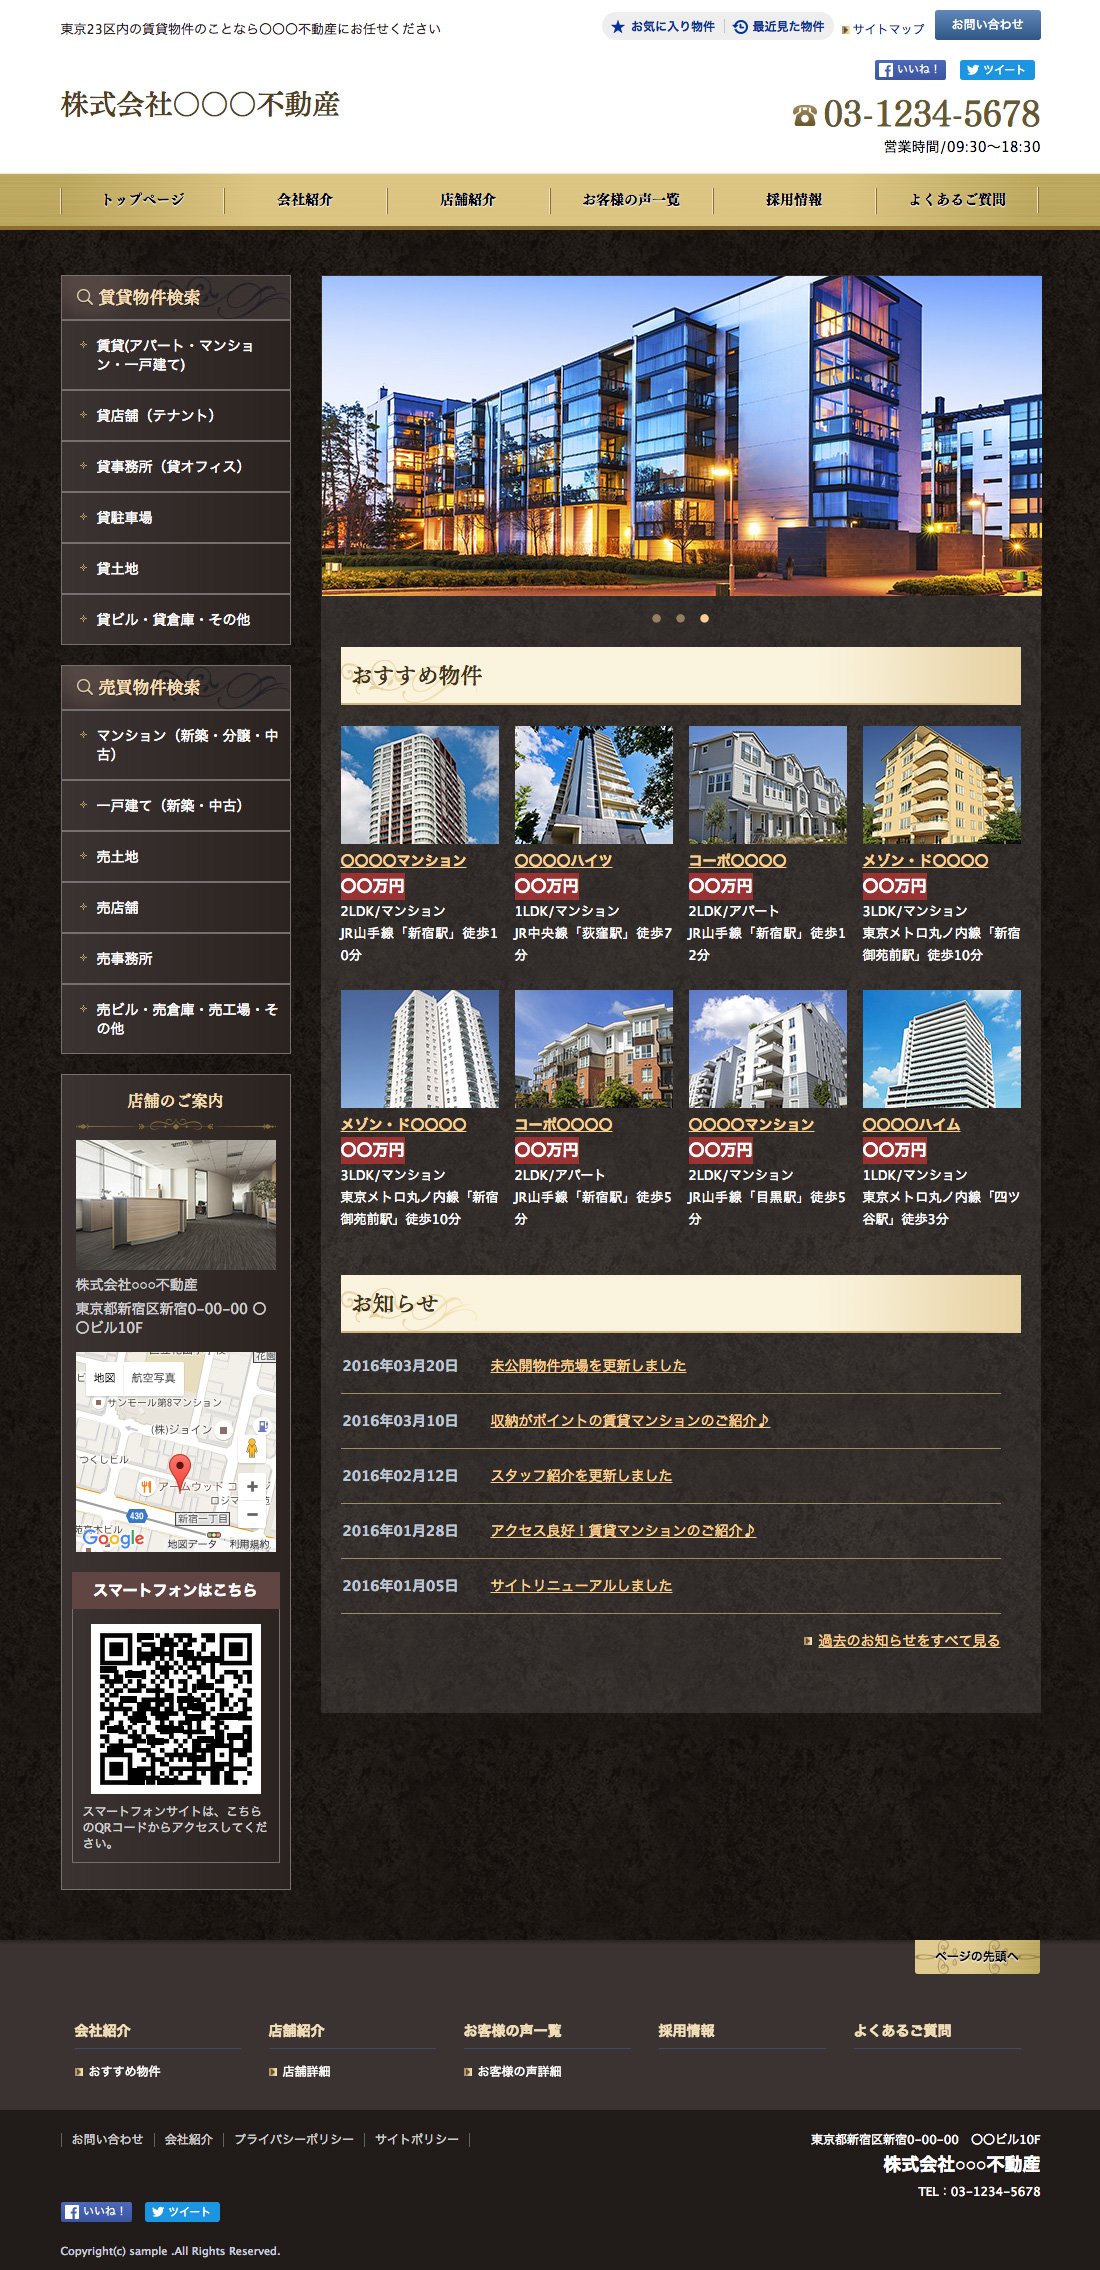 東京23区内の賃貸物件のことなら〇〇〇不動産にお任せください
お気に入り物件
最近見た物件
サイトマップ
お問い合わせ
いいね！
ツイート
株式会社〇〇〇不動産
03-1234-5678
営業時間/09:30～18:30
トップページ
会社紹介
店舗紹介
お客様の声一覧
採用情報
よくあるご質問
賃貸物件検索
賃貸(アパート・マンショ
ン・一戸建て)
貸店舗（テナント）
貸事務所（貸オフィス）
貸駐車場
貸土地
貸ビル・貸倉庫・その他
売買物件検索
マンション（新築・分譲・中
古）
一戸建て（新築・中古）
売土地
売店舗
売事務所
売ビル・売倉庫・売工場・そ
の他
店舗のご案内
株式会社○○○不動産
東京都新宿区新宿0-00-00 〇
〇ビル10F
地図
航空写真
サンモール第8マンション
(株)ジョイン
つくしビル
アームウッド コ
ロジマ
430
新宿一丁目
Google
地図データ
利用規約
スマートフォンはこちら
スマートフォンサイトは、こちら
のQRコードからアクセスしてくだ
さい。
おすすめ物件
〇〇〇〇マンション
〇〇万円
2LDK/マンション
JR山手線「新宿駅」徒歩1
0分
〇〇〇〇ハイツ
〇〇万円
1LDK/マンション
JR中央線「荻窪駅」徒歩7
分
コーポ〇〇〇〇
〇〇万円
2LDK/アパート
JR山手線「新宿駅」徒歩1
2分
メゾン・ド〇〇〇〇
〇〇万円
3LDK/マンション
東京メトロ丸ノ内線「新宿
御苑前駅」徒歩10分
メゾン・ド〇〇〇〇
〇〇万円
3LDK/マンション
東京メトロ丸ノ内線「新宿
御苑前駅」徒歩10分
コーポ〇〇〇〇
〇〇万円
2LDK/アパート
JR山手線「新宿駅」徒歩5
分
〇〇〇〇マンション
〇〇万円
2LDK/マンション
JR山手線「目黒駅」徒歩5
分
〇〇〇〇ハイム
〇〇万円
1LDK/マンション
東京メトロ丸ノ内線「四ツ
谷駅」徒歩3分
お知らせ
2016年03月20日 未公開物件売場を更新しました
2016年03月10日 収納がポイントの賃貸マンションのご紹介♪
2016年02月12日 スタッフ紹介を更新しました
2016年01月28日 アクセス良好！賃貸マンションのご紹介♪
2016年01月05日 サイトリニューアルしました
過去のお知らせをすべて見る
ページの先頭へ
会社紹介
おすすめ物件
店舗紹介
店舗詳細
お客様の声一覧
お客様の声詳細
採用情報
よくあるご質問
お問い合わせ
会社紹介
プライバシーポリシー
サイトポリシー
東京都新宿区新宿0-00-00　〇〇ビル10F
株式会社○○○不動産
TEL：03-1234-5678
いいね！
ツイート
Copyright(c) sample .All Rights Reserved.